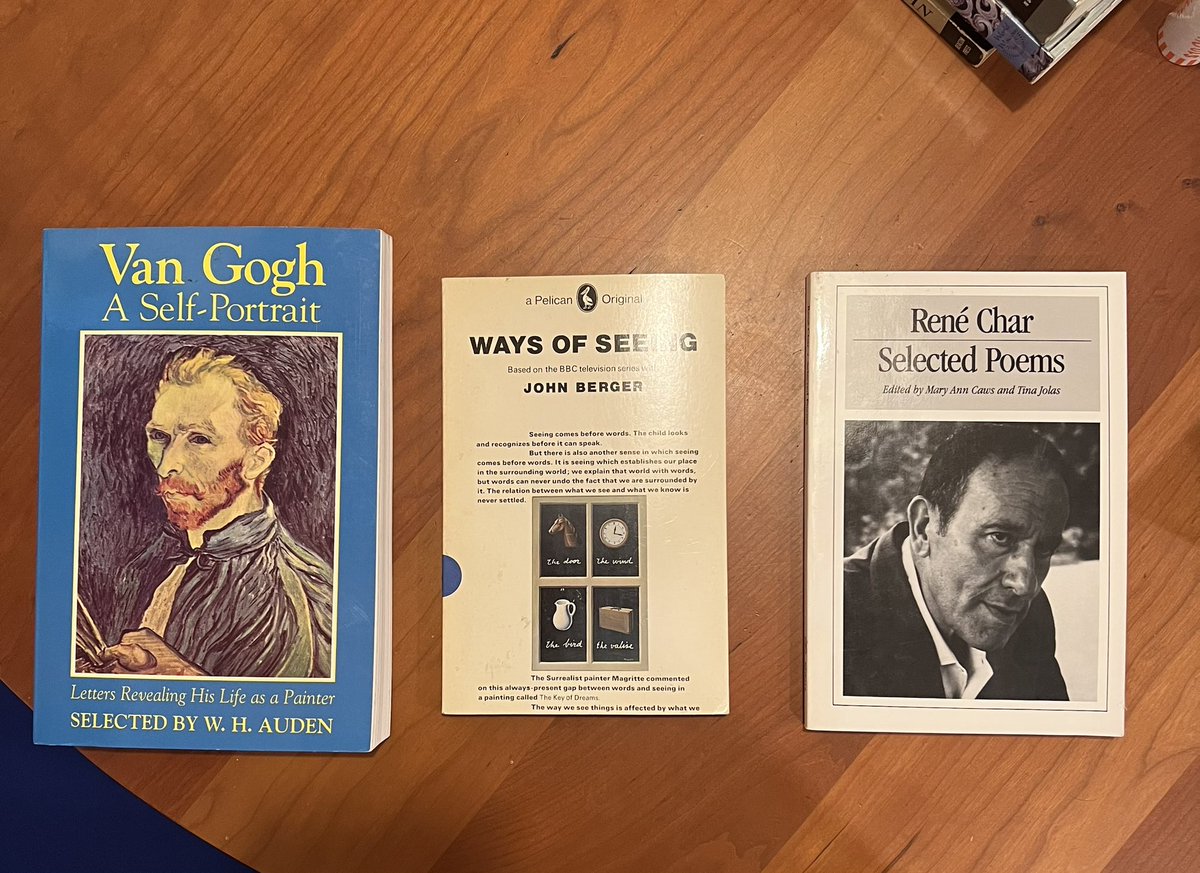 Van Gogh
A Self-Portrait
Letters Revealing His Life as a Painter
SELECTED BY W. H. AUDEN
a Pelican Original
WAYS OF SEEING
Based on the BBC television series with
JOHN BERGER
Seeing comes before words. The child looks
and recognizes before it can speak.
But there is also another sense in which seeing
comes before words. It is seeing which establishes our place
in the surrounding world; we explain that world with words,
but words can never undo the fact that we are surrounded by
it. The relation between what we see and what we know is
never settled.
the door
the wind
the bird
the valise
The Surrealist painter Magritte commented
on this always-present gap between words and seeing in
a painting called The Key of Dreams.
The way we see things is affected by what we
René Char
Selected Poems
Edited by Mary Ann Caws and Tina Jolas